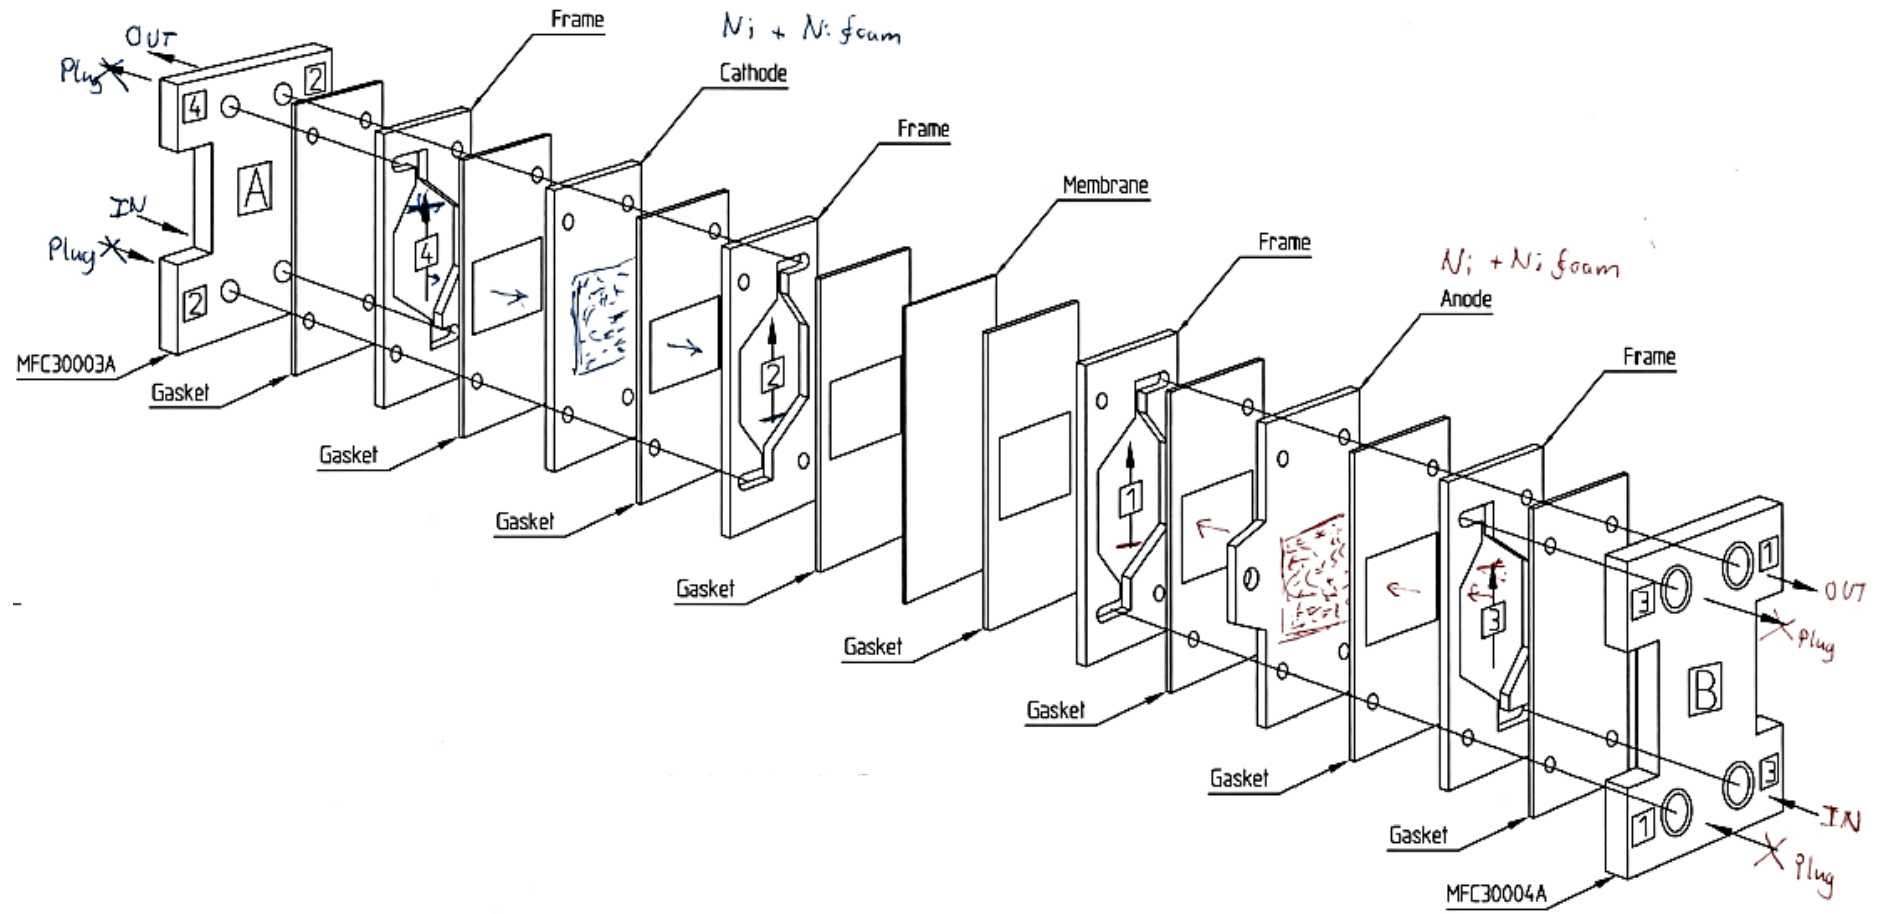 Frame
Ni + Ni foam
OUT
Plug
Cathode
2
4
Frame
A
Membrane
IN
4
Frame
Plug
Ni + Ni foam
2
Anode
2
Frame
MFC30003A
Gasket
Gasket
1
Gasket
1
3
OUT
Gasket
3
Plug
Gasket
B
Gasket
3
Gasket
1
IN
Gasket
Plug
MFC30004A